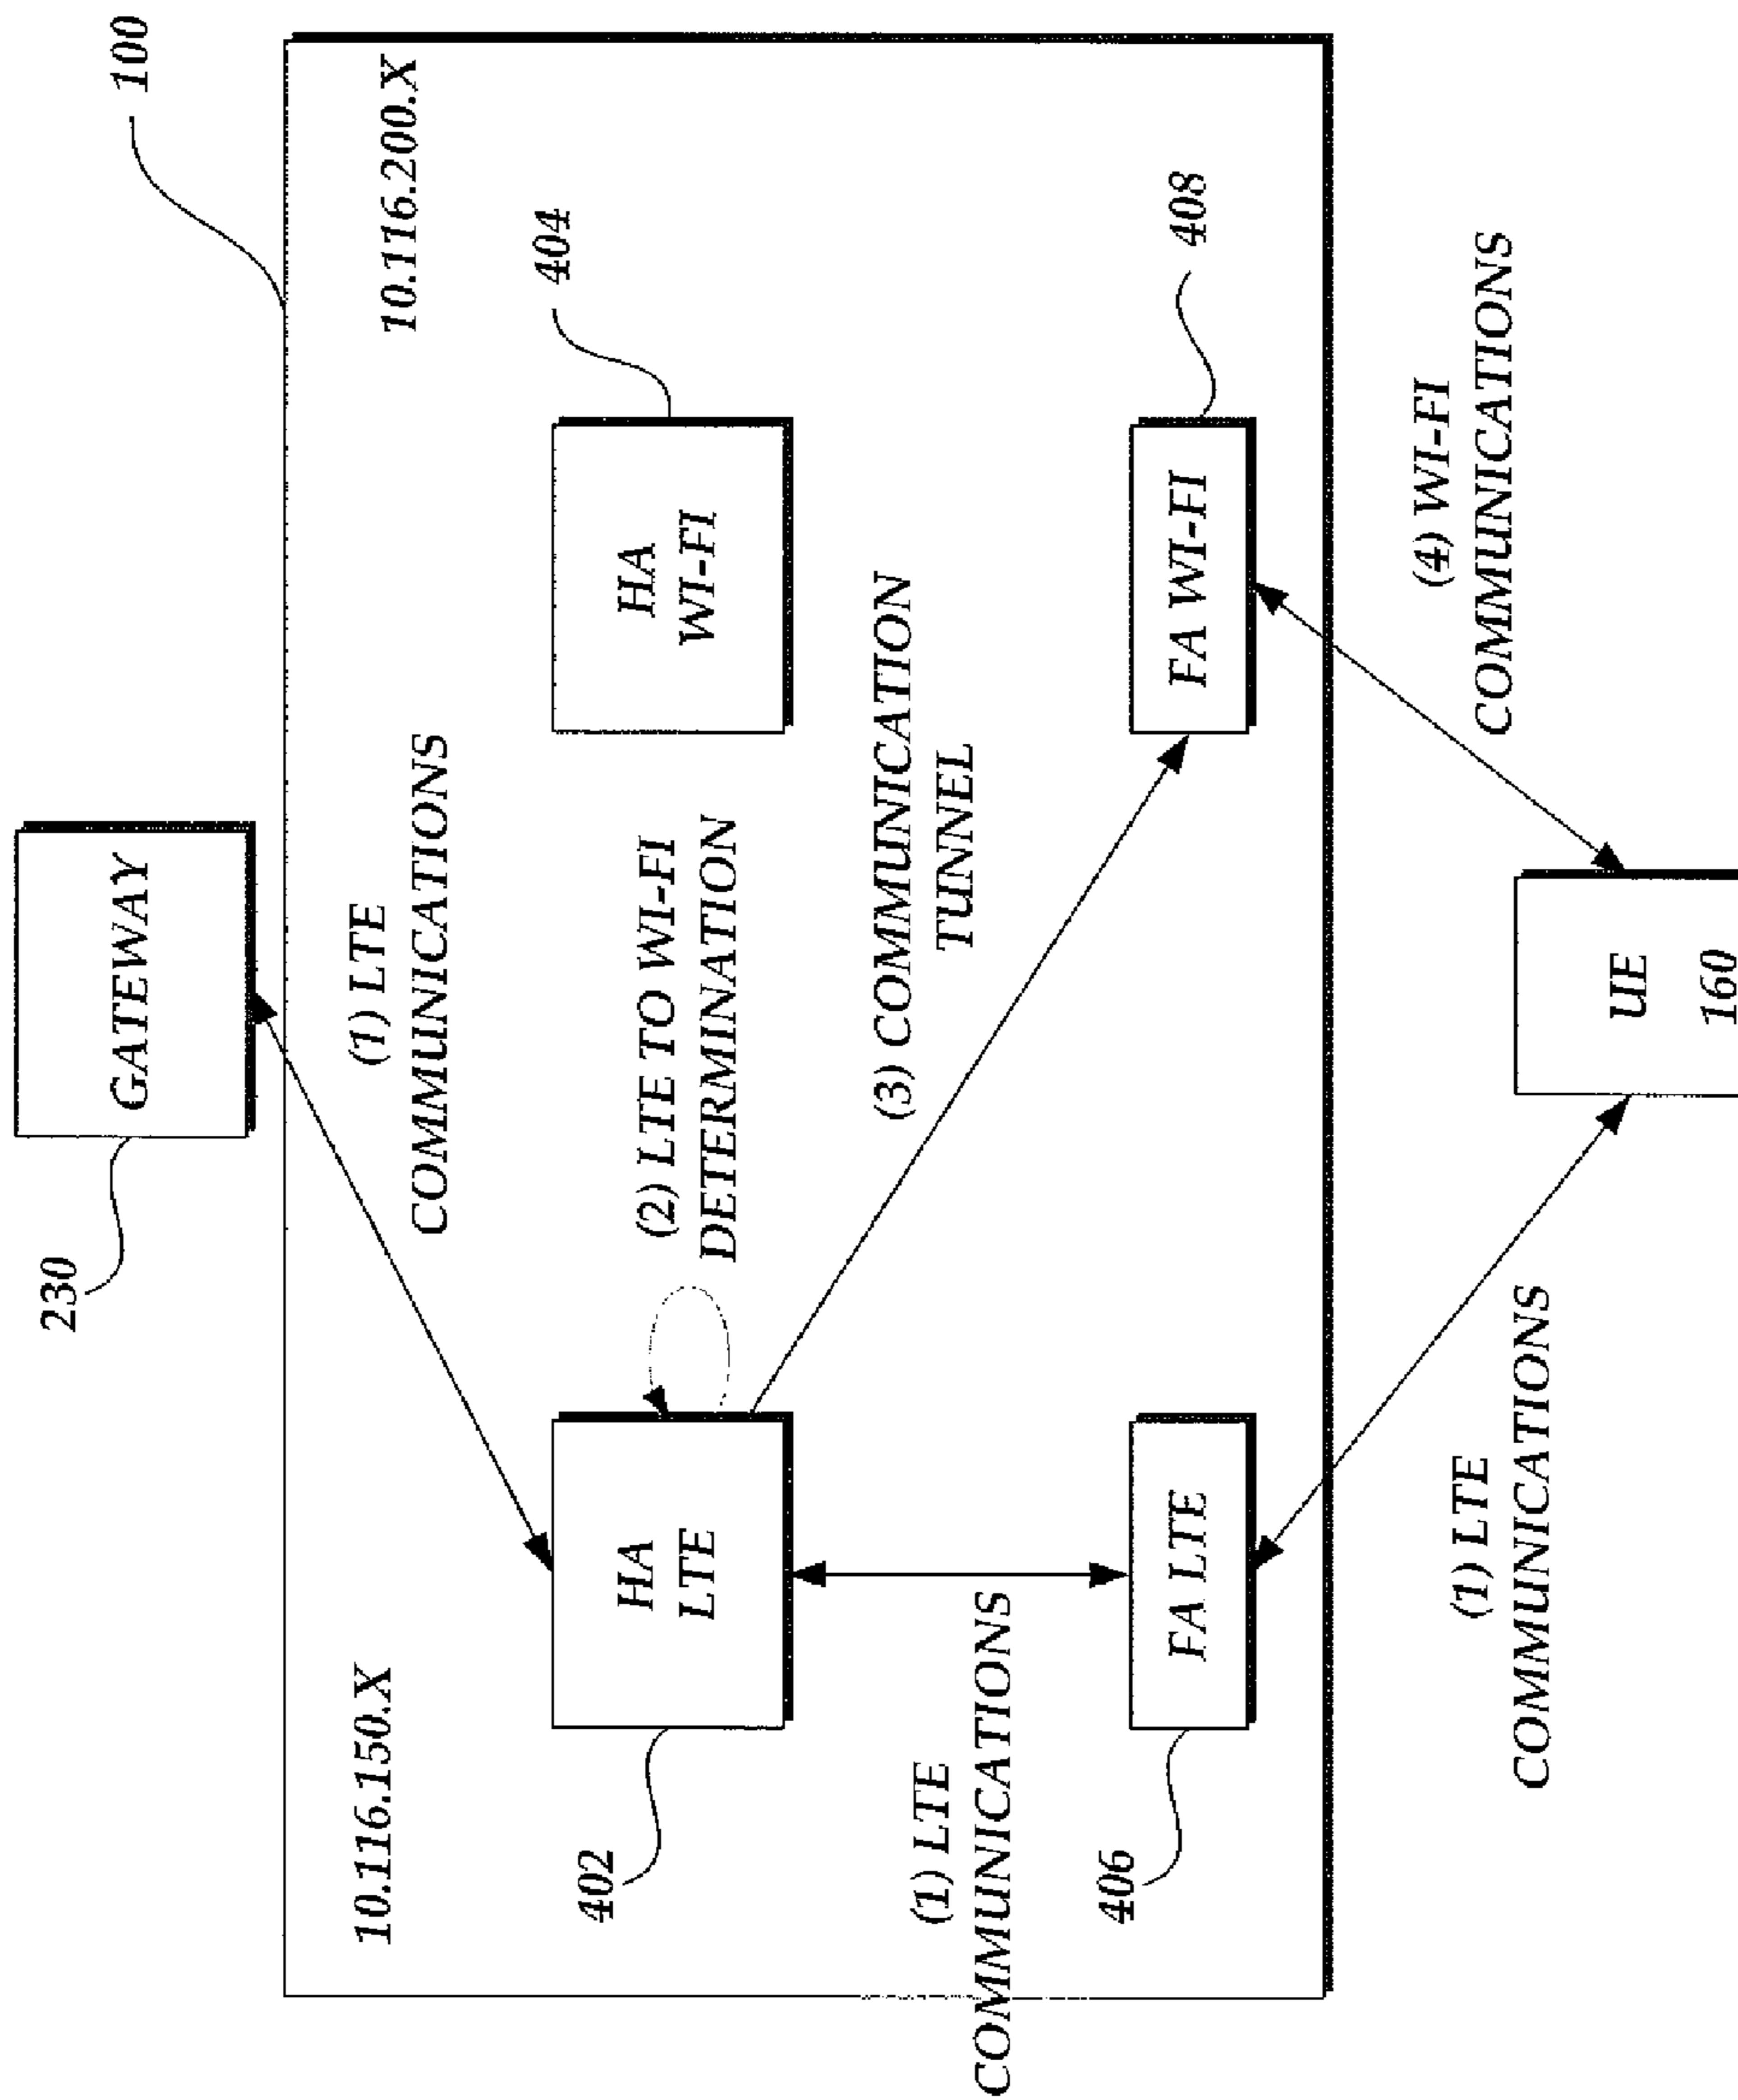 100
GATEWAY
230
10.116.150.X
(1) LTE
COMMUNICATIONS
10.116.200.X
HA
LTE
402
(2) LTE TO WI-FI
DETERMINATION
HA
WI-FI
404
(1) LTE
COMMUNICATIONS
(3) COMMUNICATION
TUNNEL
FA LTE
406
FA WI-FI
408
(1) LTE
COMMUNICATIONS
(4) WI-FI
COMMUNICATIONS
UIE
160